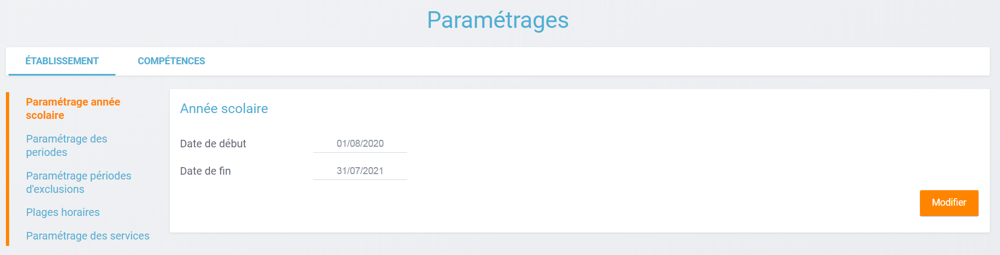 Paramétrages
ÉTABLISSEMENT COMPÉTENCES
Paramétrage année
scolaire
Paramétrage des
periodes
Paramétrage périodes
d'exclusions
Plages horaires
Paramétrage des services
Année scolaire
Date de début 01/08/2020
Date de fin 31/07/2021
Modifier